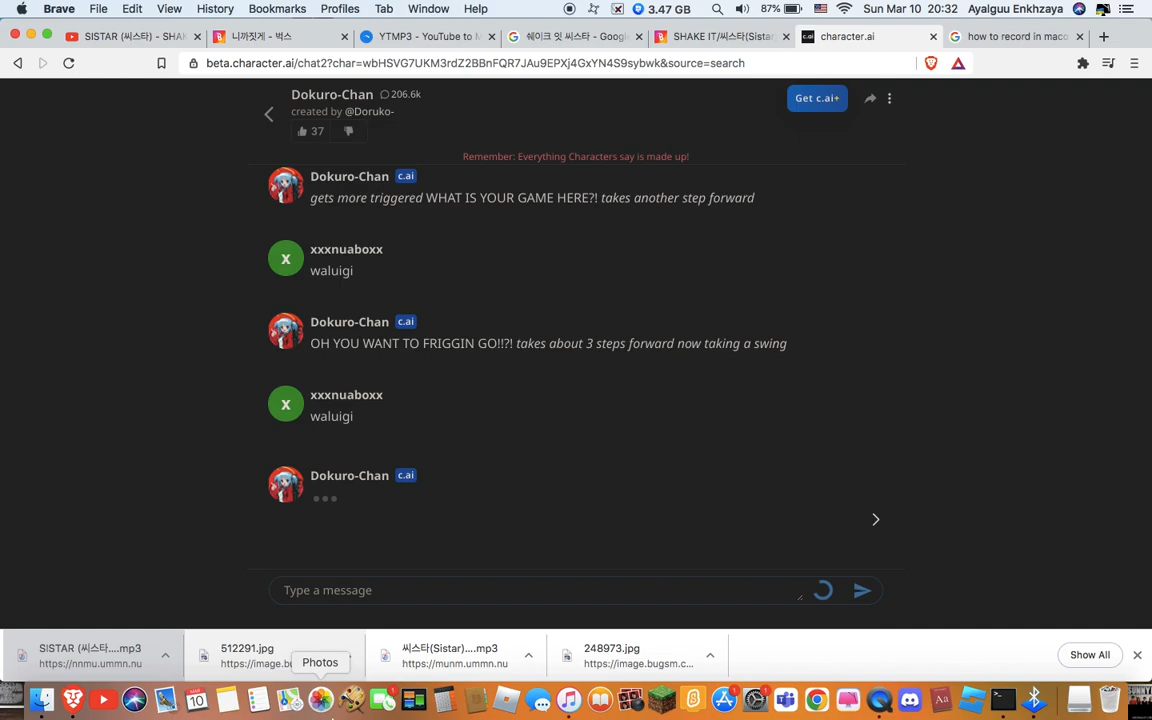 Brave File Edit View History Bookmarks Profiles Tab Window Help 3.47 GB 87% Sun Mar 10 20:32 Ayalguu Enkhzaya
SISTAR (씨스타) - SHA 니까짓게 - 벅스 YTMP3 - YouTube to M 쉐이크 잇 씨스타 - Google SHAKE IT/씨스타(Sistar character.ai how to record in maco
beta.character.ai/chat2?char=wbHSVG7UKM3rdZ2BBnFQR7JAu9EPXj4GxYN4S9sybwk&source=search
Dokuro-Chan 206.6k
created by @Doruko-
37
Get c.ai+
Remember: Everything Characters say is made up!
Dokuro-Chan c.ai
gets more triggered WHAT IS YOUR GAME HERE?! takes another step forward
xxxnuaboxx
x
waluigi
Dokuro-Chan c.ai
OH YOU WANT TO FRIGGIN GO!!?! takes about 3 steps forward now taking a swing
xxxnuaboxx
x
waluigi
Dokuro-Chan c.ai
Type a message
SISTAR (씨스타....mp3
https://nnmu.ummn.nu
512291.jpg
https://image.bu
씨스타(Sistar)....mp3
https://munm.ummn.nu
248973.jpg
https://image.bugsm.c...
Show All
Photos